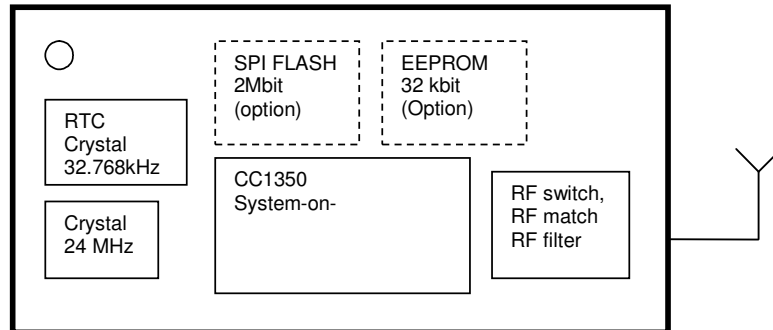 SPI FLASH
2Mbit
(option)
EEPROM
32 kbit
(Option)
RTC
Crystal
32.768kHz
CC1350
System-on-
RF switch,
RF match
RF filter
Crystal
24 MHz